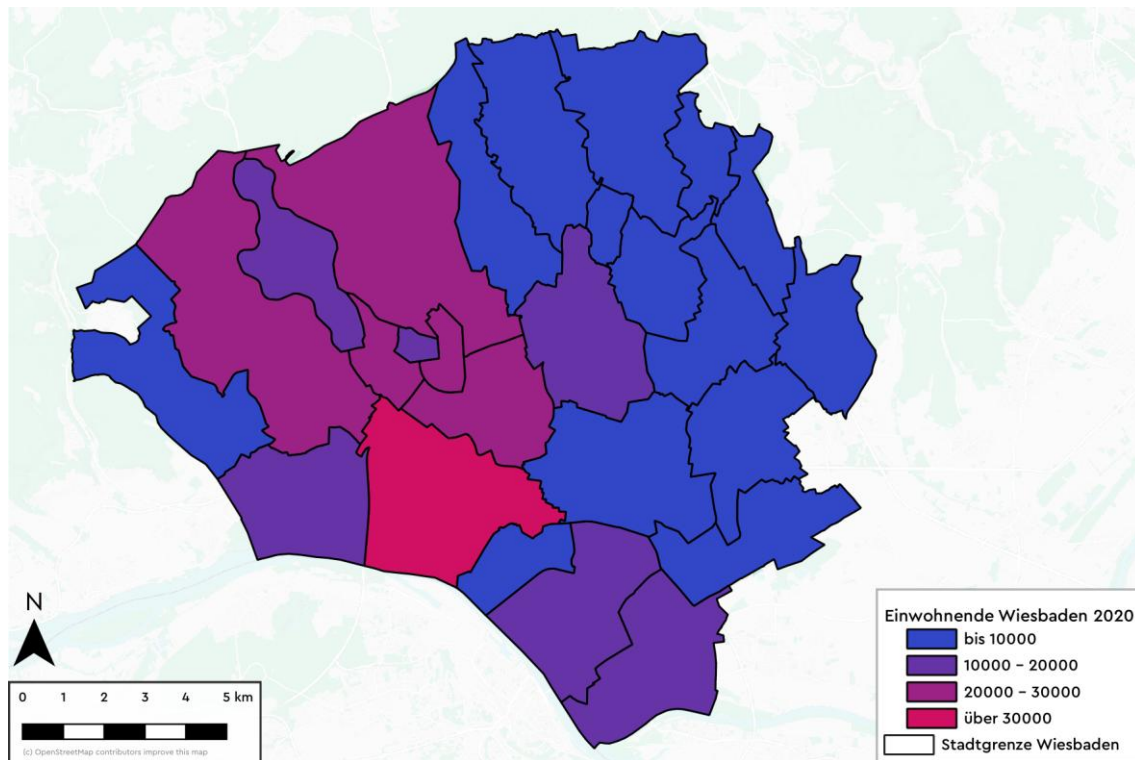 N
0 1 2 3 4 5 km
(c) OpenStreetMap contributors improve this map
Einwohnende Wiesbaden 2020
bis 10000
10000 – 20000
20000 – 30000
über 30000
Stadtgrenze Wiesbaden